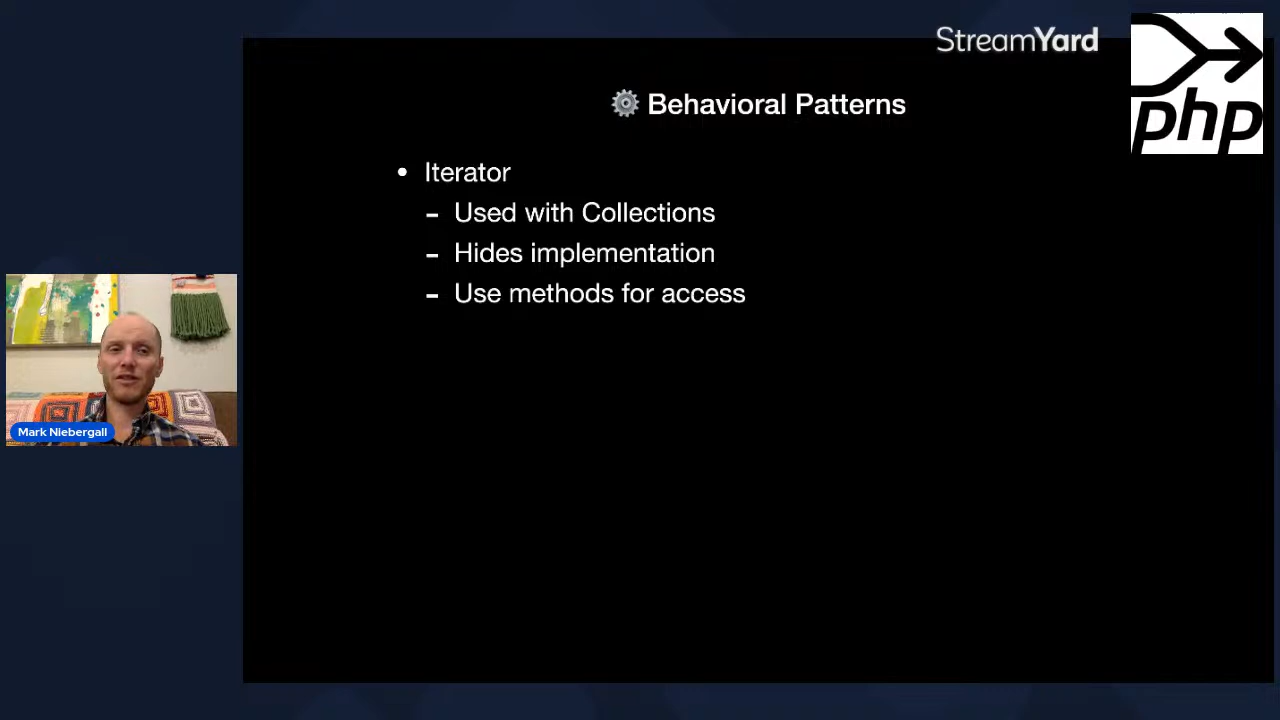 StreamYard
php
⚙ Behavioral Patterns
• Iterator
- Used with Collections
- Hides implementation
- Use methods for access
Mark Niebergall